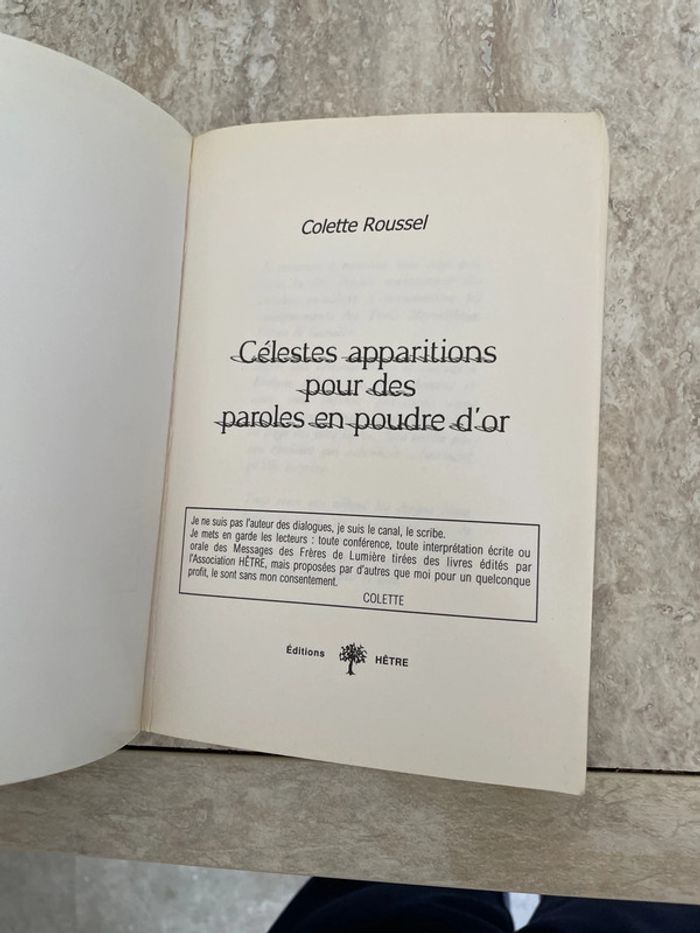 Colette Roussel
Célestes apparitions
pour des
paroles en poudre d'or
Je ne suis pas l'auteur des dialogues, je suis le canal, le scribe.
Je mets en garde les lecteurs : toute conférence, toute interprétation écrite ou
orale des Messages des Frères de Lumière tirées des livres édités par
l'Association HÊTRE, mais proposées par d'autres que moi pour un quelconque
profit, le sont sans mon consentement.
COLETTE
Éditions HÊTRE